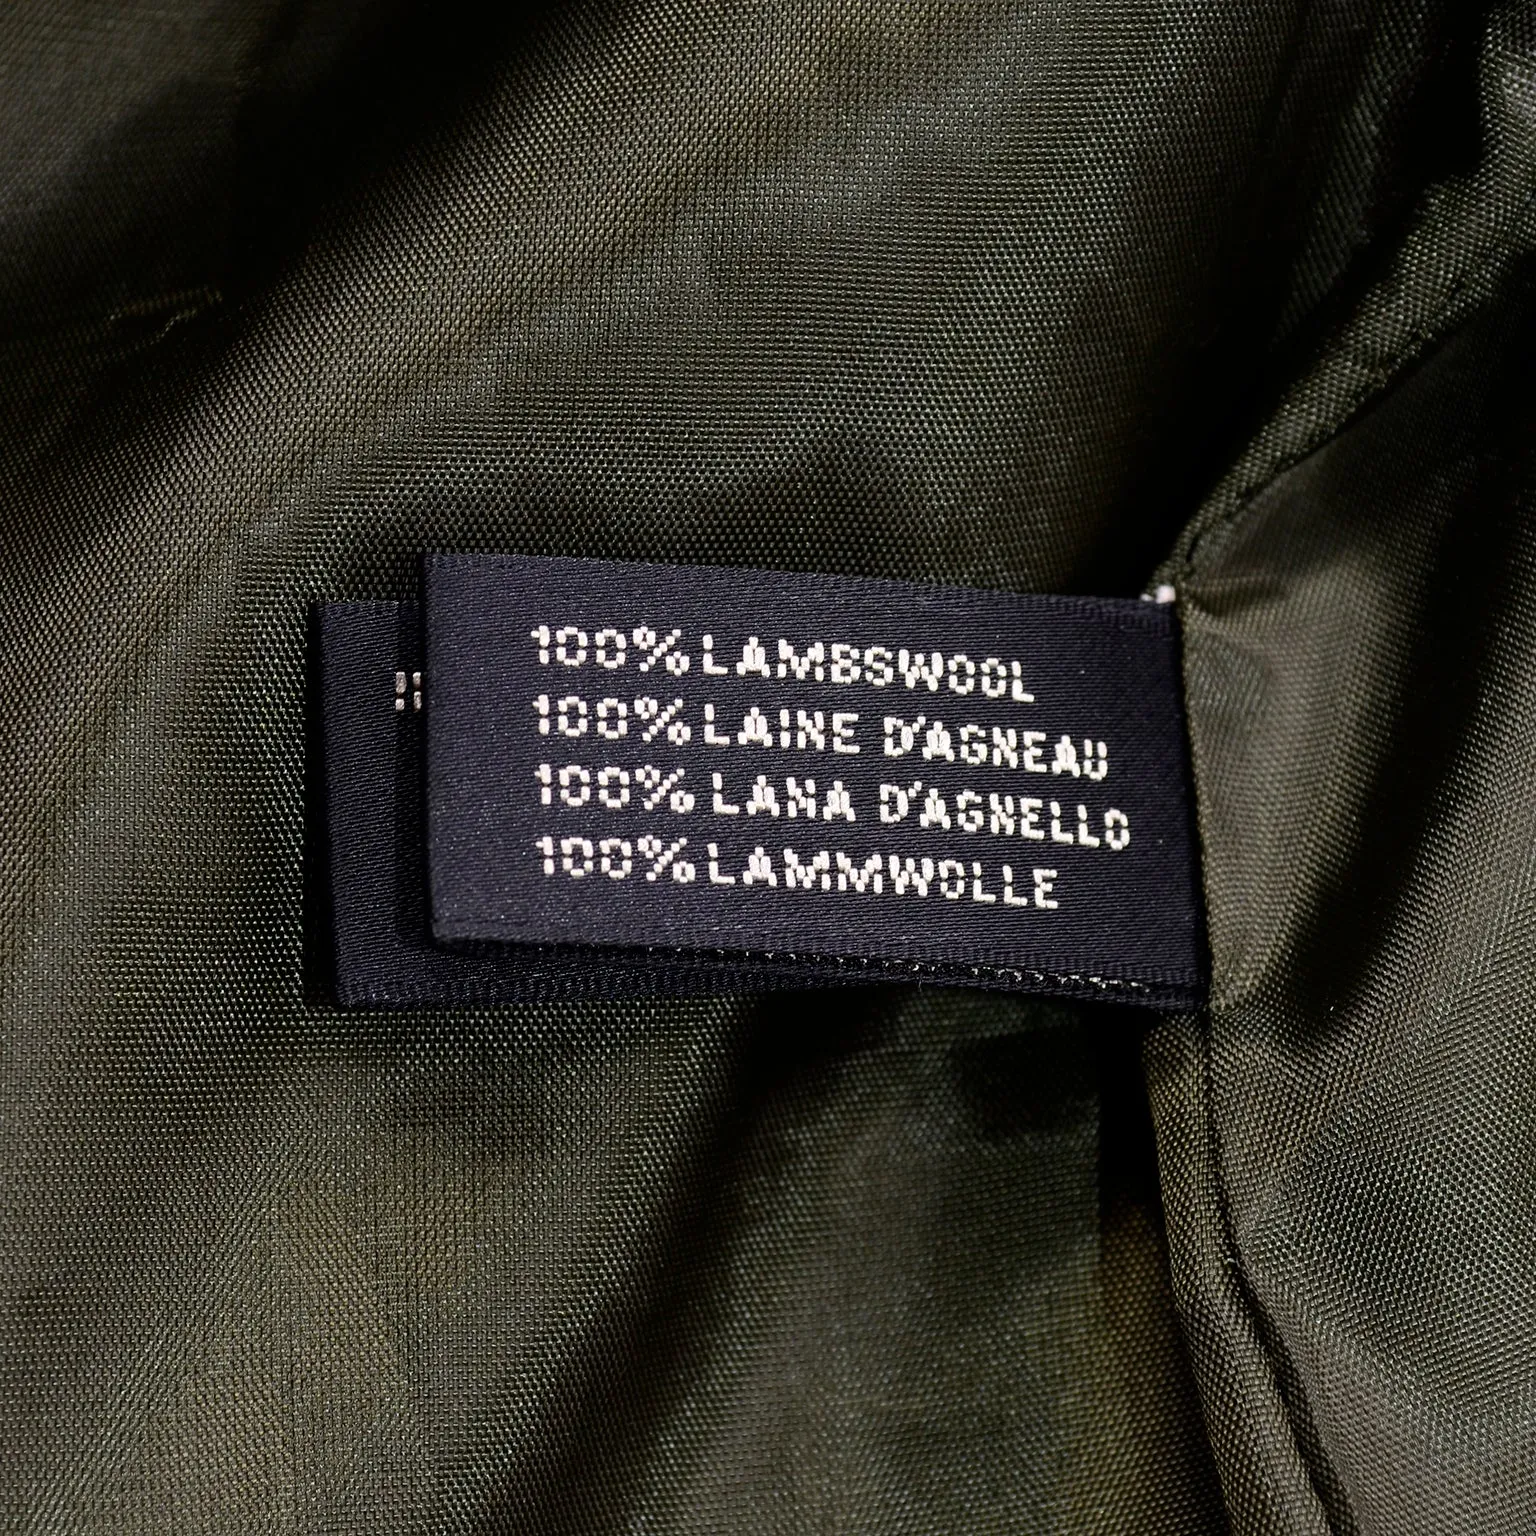 100% LAMBSWOOL
100% LAINE D'AGNEAU
100% LANA D'AGNELLO
100% LAMMWOLLE